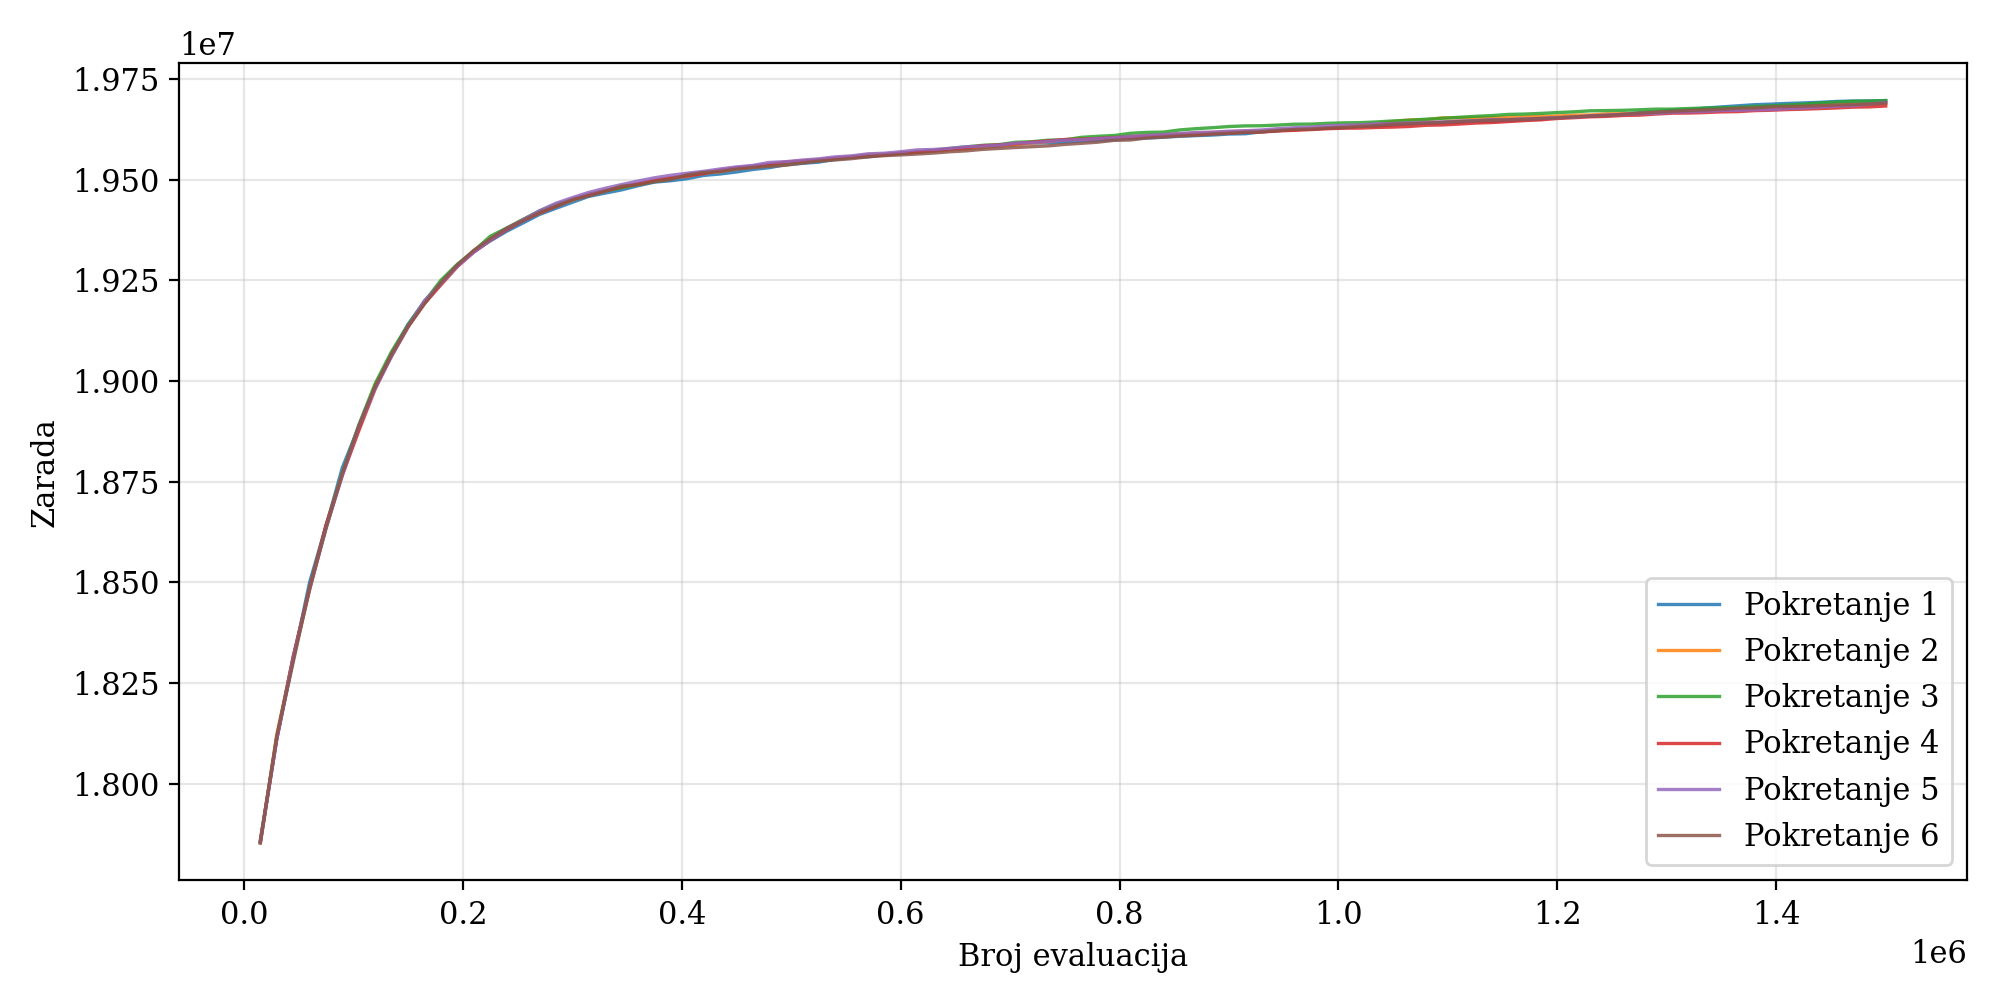 1e7
1.975
1.950
1.925
1.900
1.875
1.850
1.825
1.800
Zarada
0.0 0.2 0.4 0.6 0.8 1.0 1.2 1.4
Broj evaluacija
1e6
Pokretanje 1
Pokretanje 2
Pokretanje 3
Pokretanje 4
Pokretanje 5
Pokretanje 6